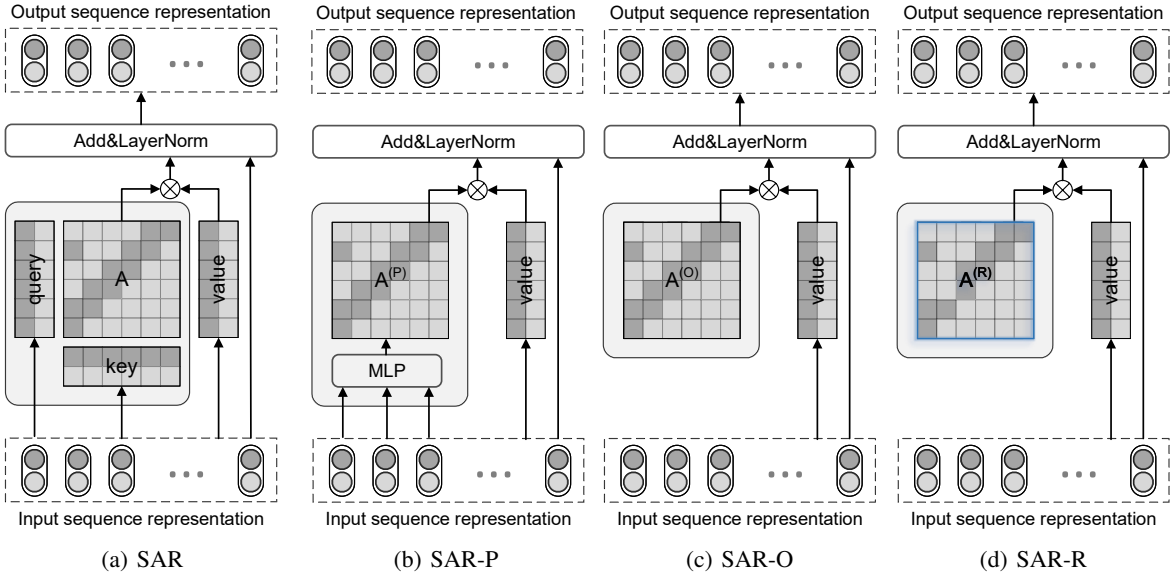 Output sequence representation
Output sequence representation
Output sequence representation
Output sequence representation
...
...
...
...
Add&LayerNorm
Add&LayerNorm
Add&LayerNorm
Add&LayerNorm
query
A
value
key
A(P)
value
MLP
A(O)
value
A(R)
value
...
...
...
...
Input sequence representation
Input sequence representation
Input sequence representation
Input sequence representation
(a) SAR
(b) SAR-P
(c) SAR-O
(d) SAR-R